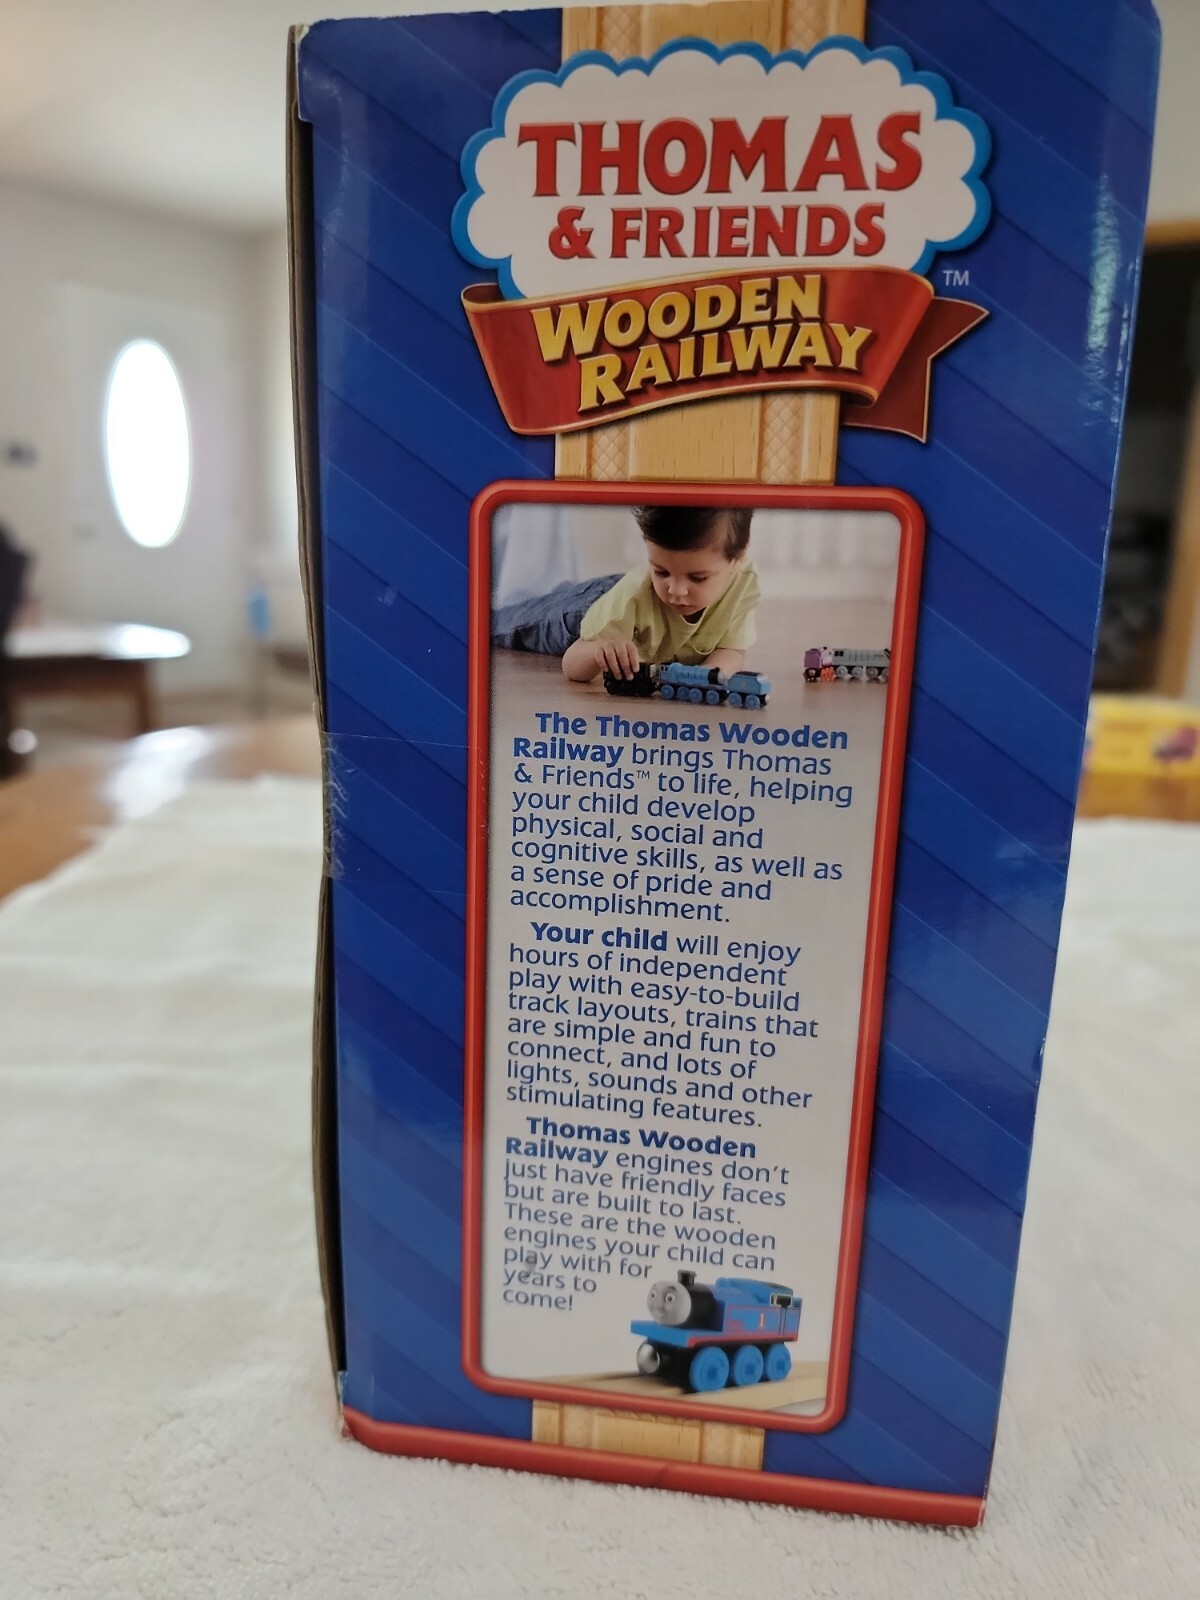 THOMAS
& FRIENDS
WOODEN
RAILWAY
TM
The Thomas Wooden
Railway brings Thomas
& Friends™ to life, helping
your child develop
physical, social and
cognitive skills, as well as
a sense of pride and
accomplishment.
Your child will enjoy
hours of independent
play with easy-to-build
track layouts, trains that
are simple and fun to
connect, and lots of
lights, sounds and other
stimulating features.
Thomas Wooden
Railway engines don't
just have friendly faces
but are built to last.
These are the wooden
engines your child can
play with for
years to
come!
1